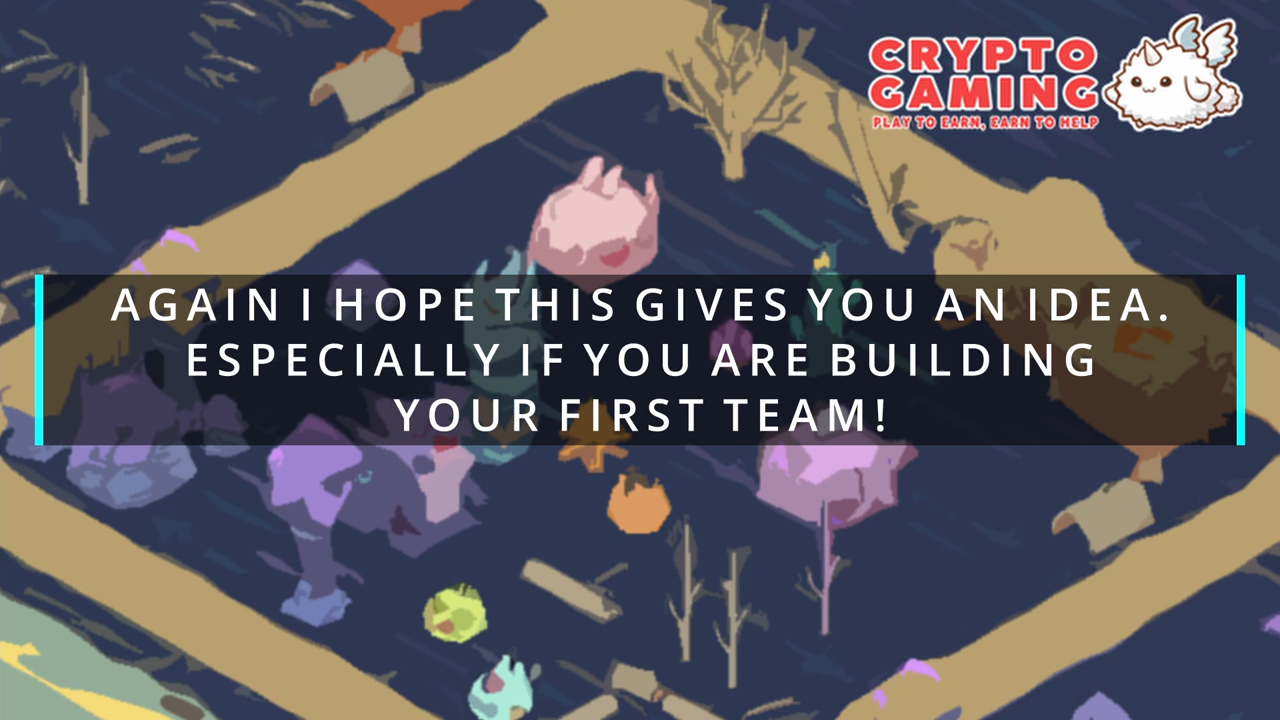 CRYPTO
GAMING
PLAY TO EARN, EARN TO HELP
AGAIN I HOPE THIS GIVES YOU AN IDEA.
ESPECIALLY IF YOU ARE BUILDING
YOUR FIRST TEAM!